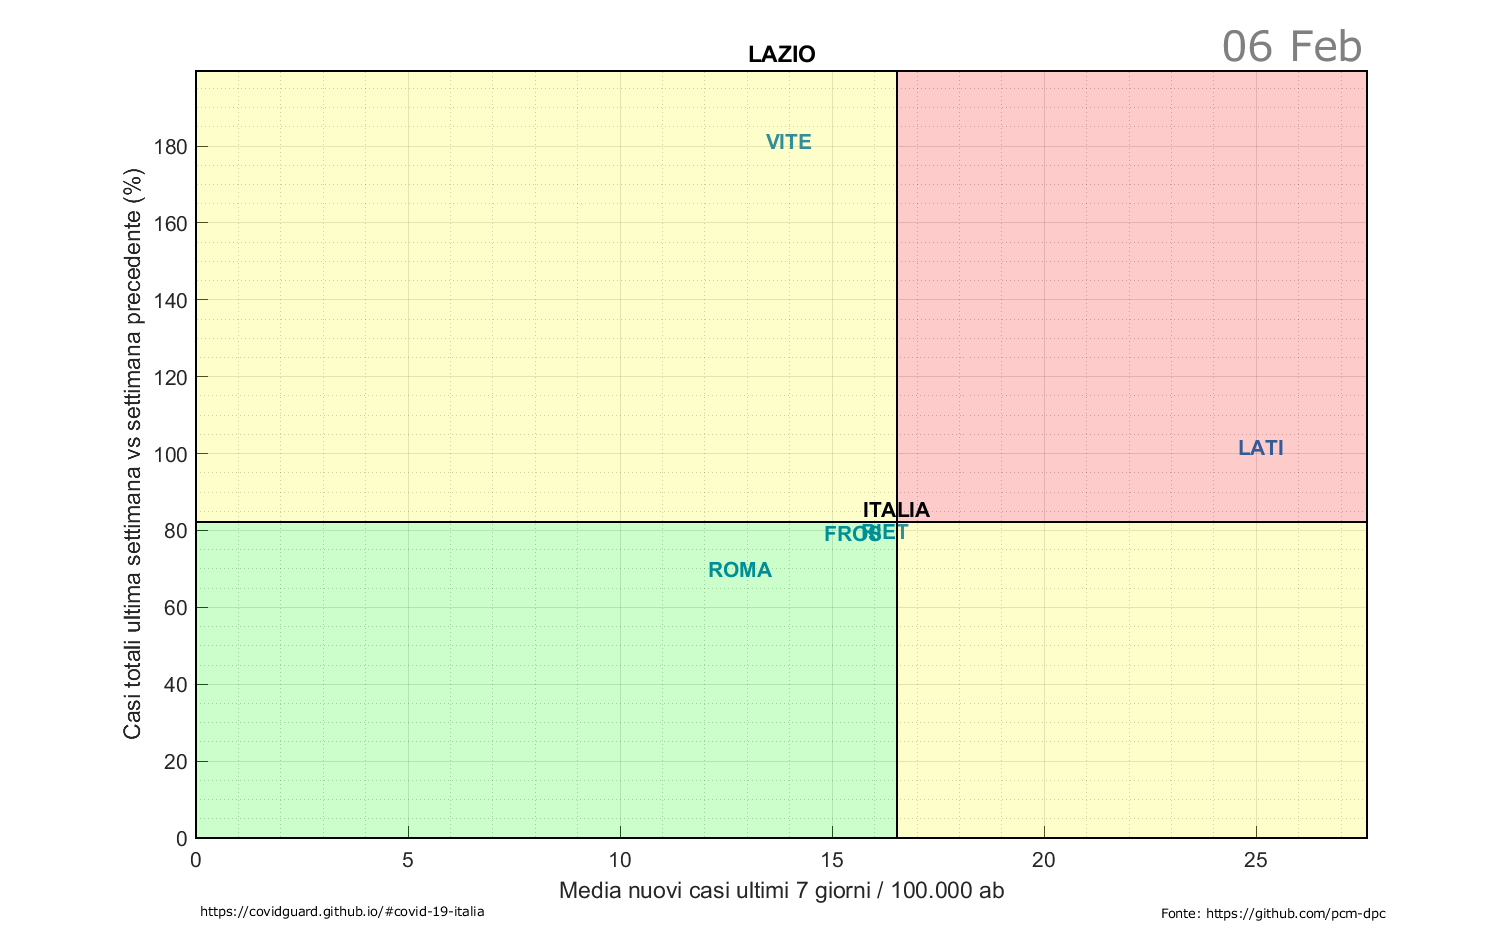 LAZIO
06 Feb
Casi totali ultima settimana vs settimana precedente (%)
180
160
140
120
100
80
60
40
20
0
VITE
LATI
ITALIA
FROS
RIET
ROMA
0 5 10 15 20 25
Media nuovi casi ultimi 7 giorni / 100.000 ab
https://covidguard.github.io/#covid-19-italia
Fonte: https://github.com/pcm-dpc